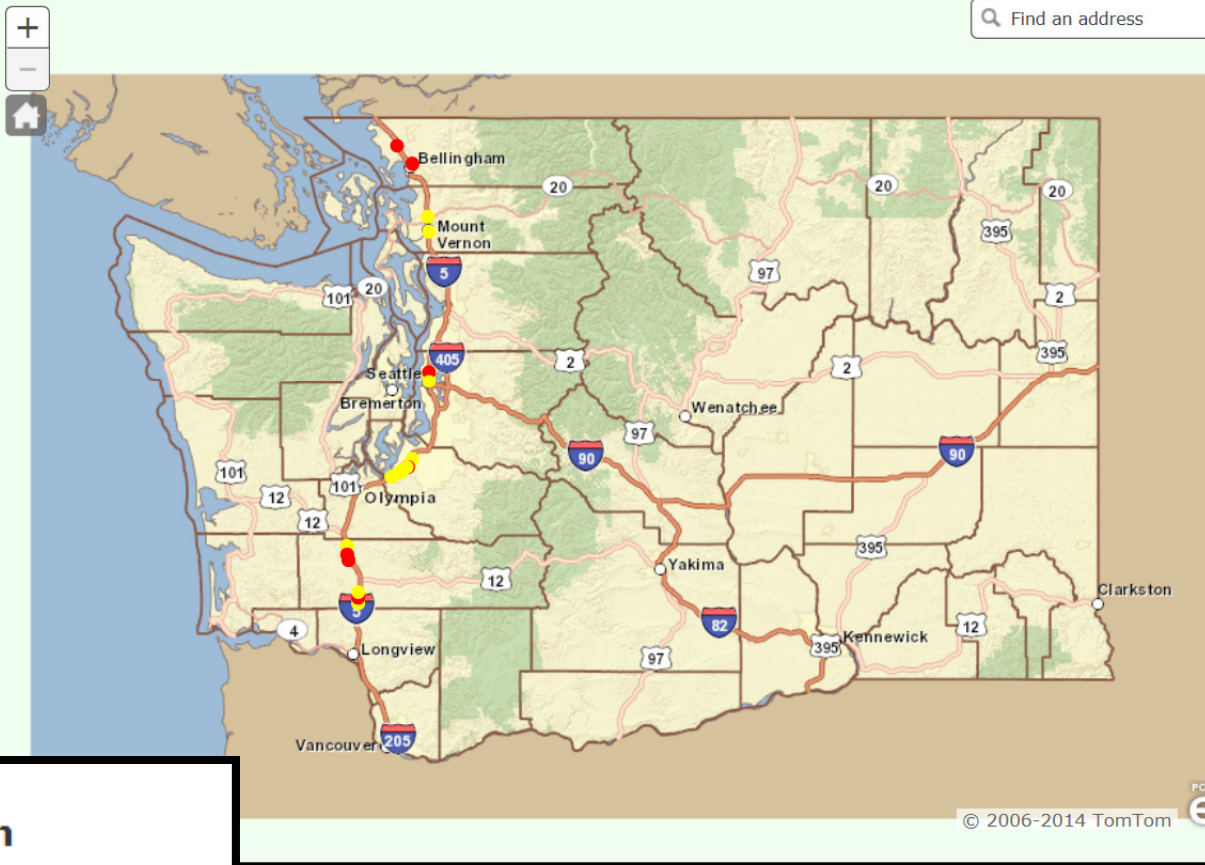 +
Find an address
−
Bellingham
20
20
20
Mount
Vernon
395
5
97
101
20
2
405
2
395
2
Seattle
Bremerton
Wenatchee
97
90
90
101
101
12
Olympia
12
395
12
Yakima
Clarkston
5
82
12
4
Kennewick
395
Longview
97
Vancouver
205
© 2006-2014 TomTom